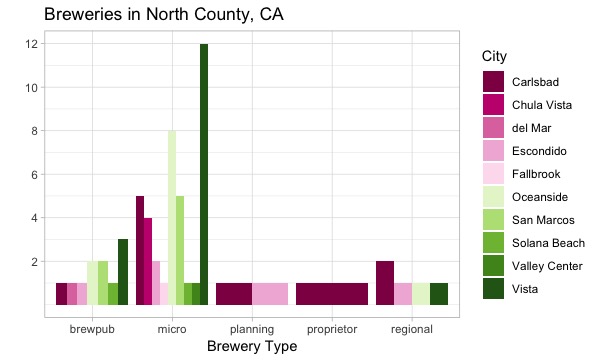 Breweries in North County, CA
12
10
8
6
4
2
brewpub micro planning proprietor regional
Brewery Type
City
Carlsbad
Chula Vista
del Mar
Escondido
Fallbrook
Oceanside
San Marcos
Solana Beach
Valley Center
Vista